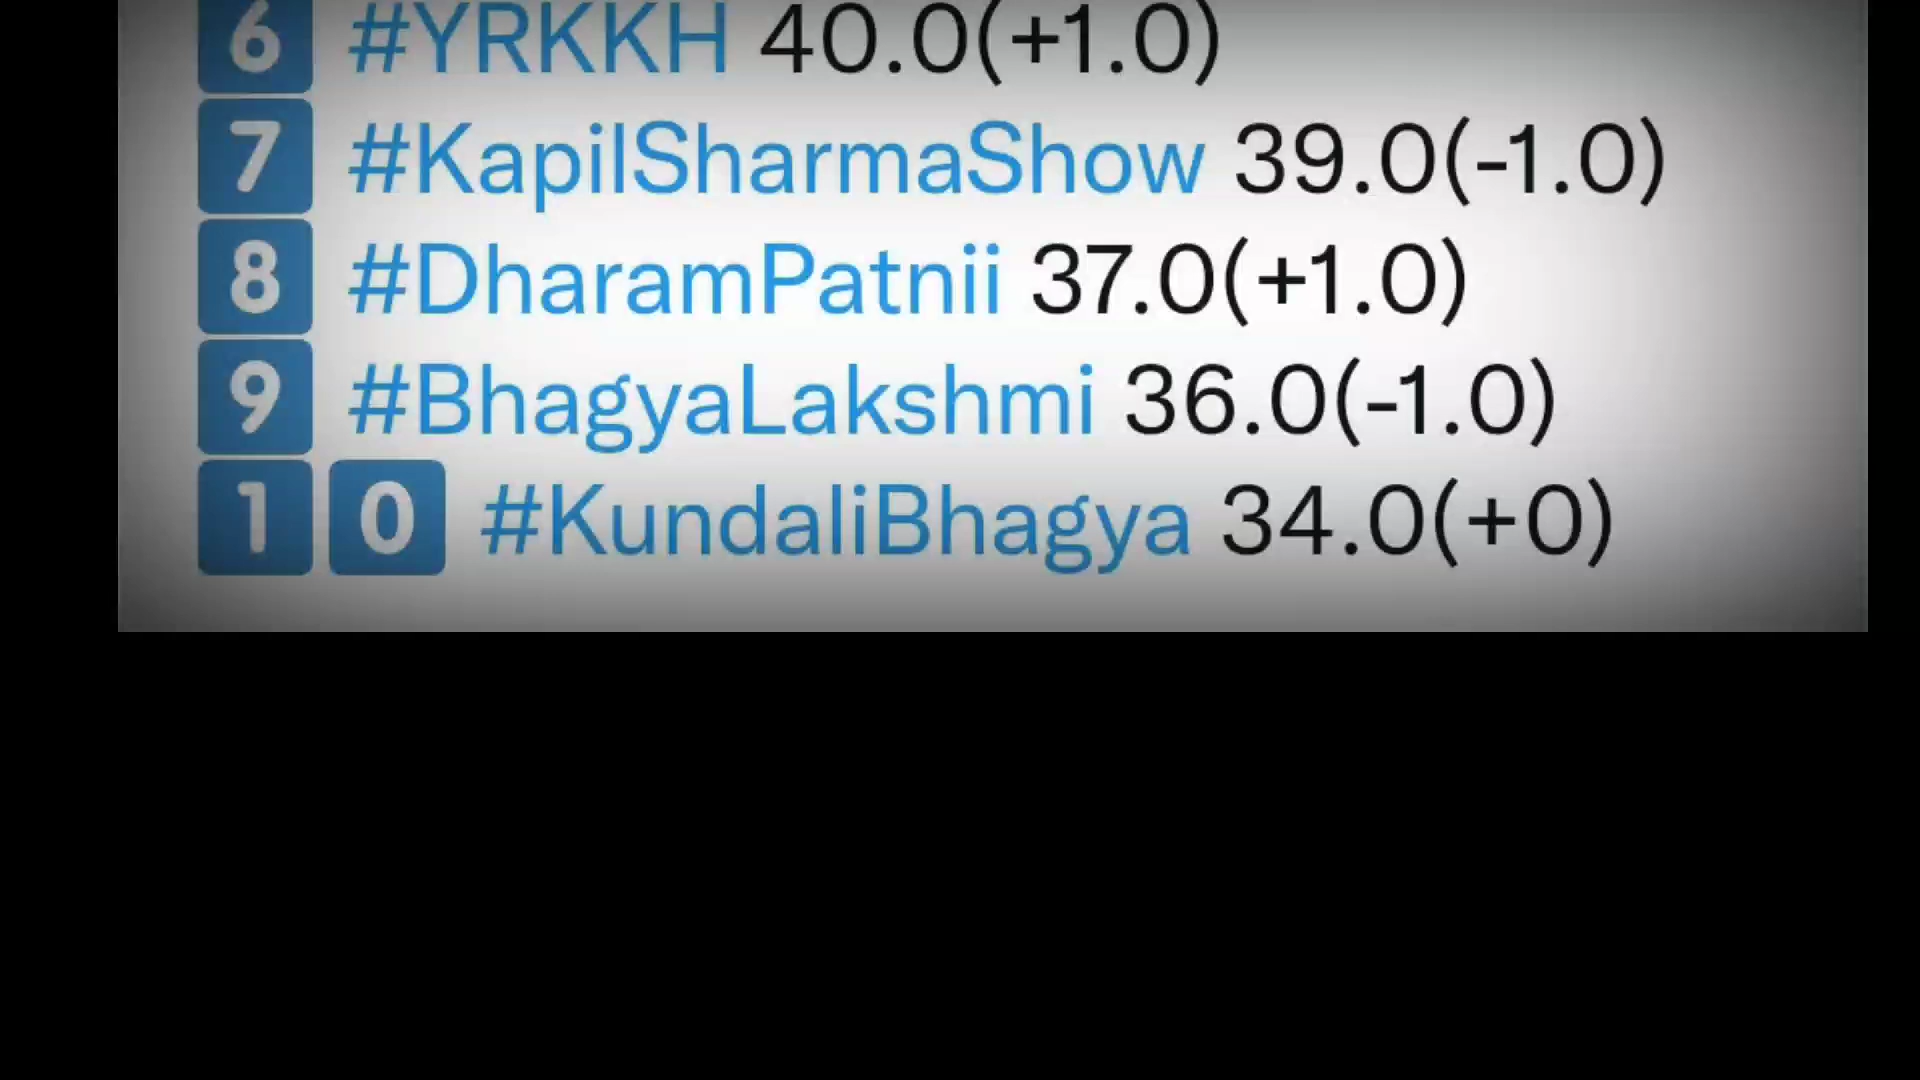 6 #YRKKH 40.0(+1.0)
7 #KapilSharmaShow 39.0(-1.0)
8 #DharamPatnii 37.0(+1.0)
9 #BhagyaLakshmi 36.0(-1.0)
10 #KundaliBhagya 34.0(+0)